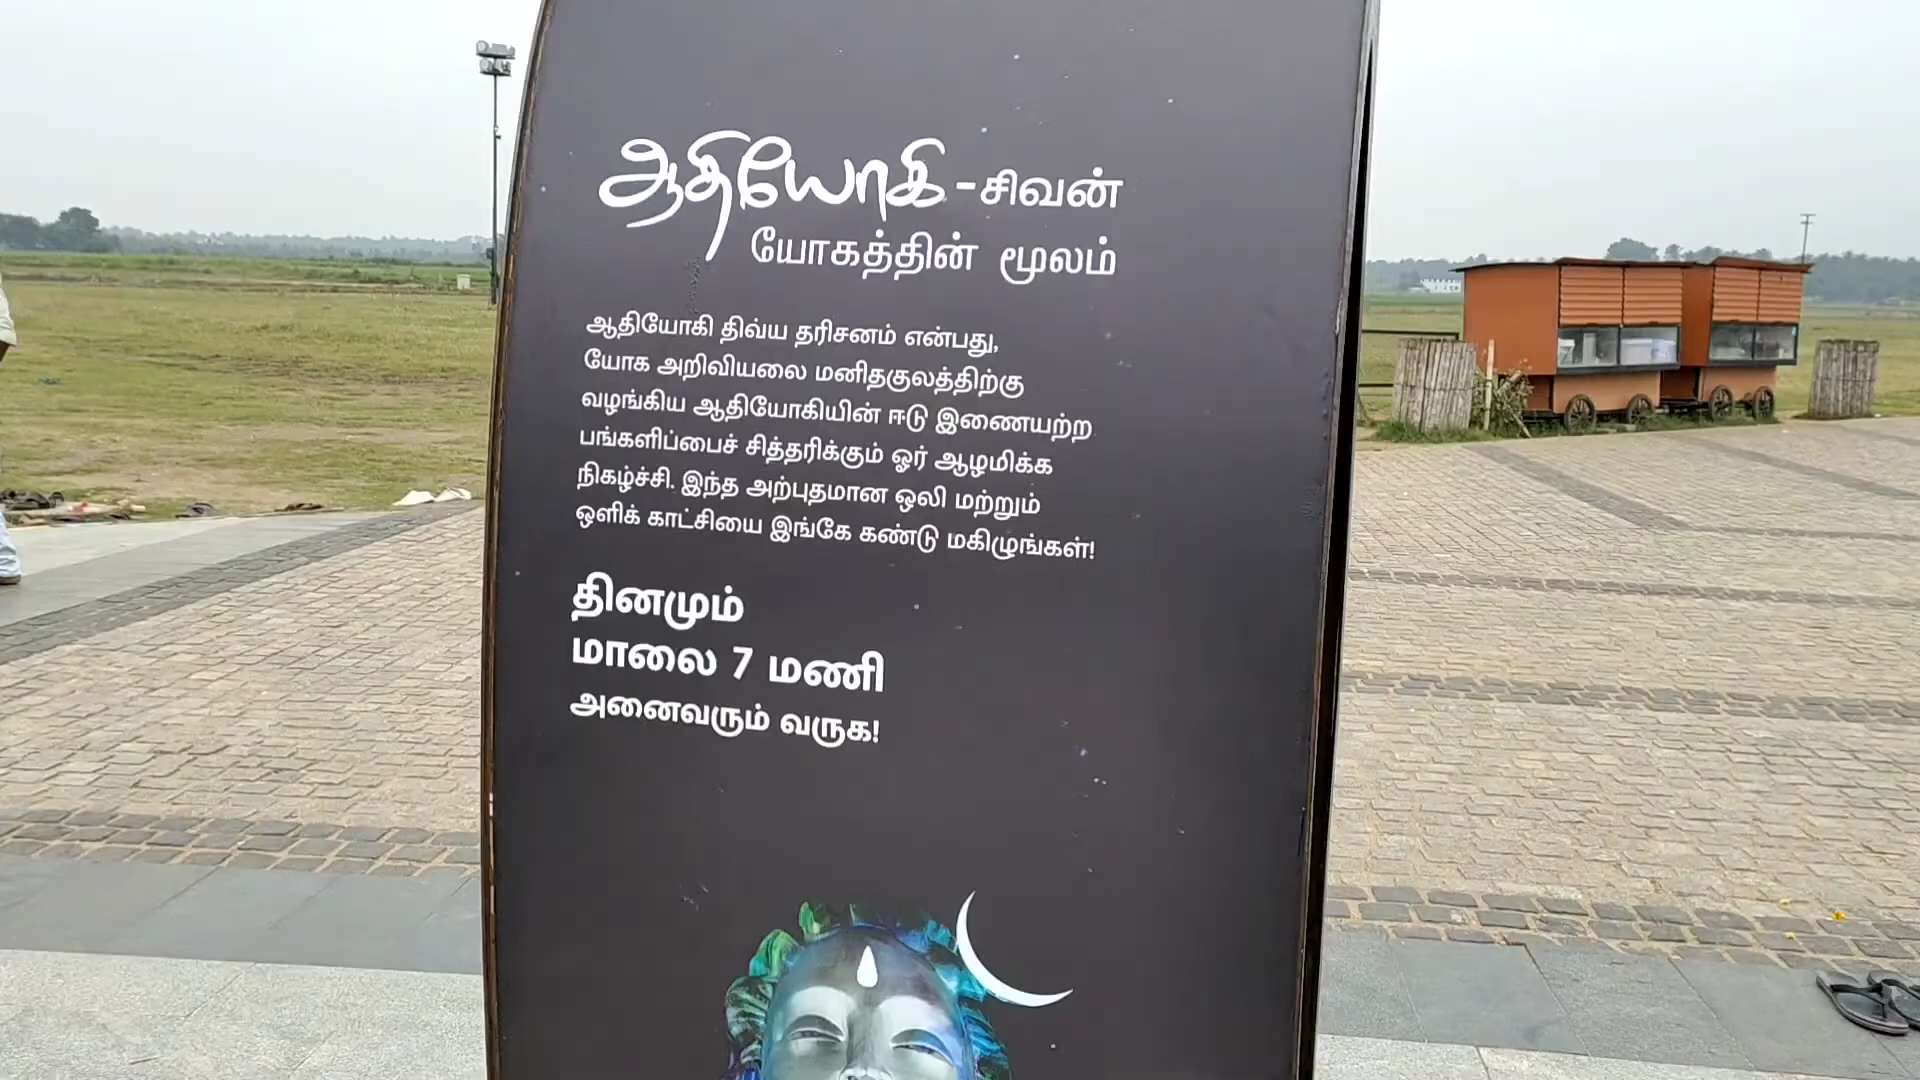 ஆதியோகி -சிவன்
யோகத்தின் மூலம்
ஆதியோகி திவ்ய தரிசனம் என்பது,
யோக அறிவியலை மனிதகுலத்திற்கு
வழங்கிய ஆதியோகியின் ஈடு இணையற்ற
பங்களிப்பைச் சித்தரிக்கும் ஓர் ஆழமிக்க
நிகழ்ச்சி. இந்த அற்புதமான ஒலி மற்றும்
ஒளிக் காட்சியை இங்கே கண்டு மகிழுங்கள்!
தினமும்
மாலை 7 மணி
அனைவரும் வருக!